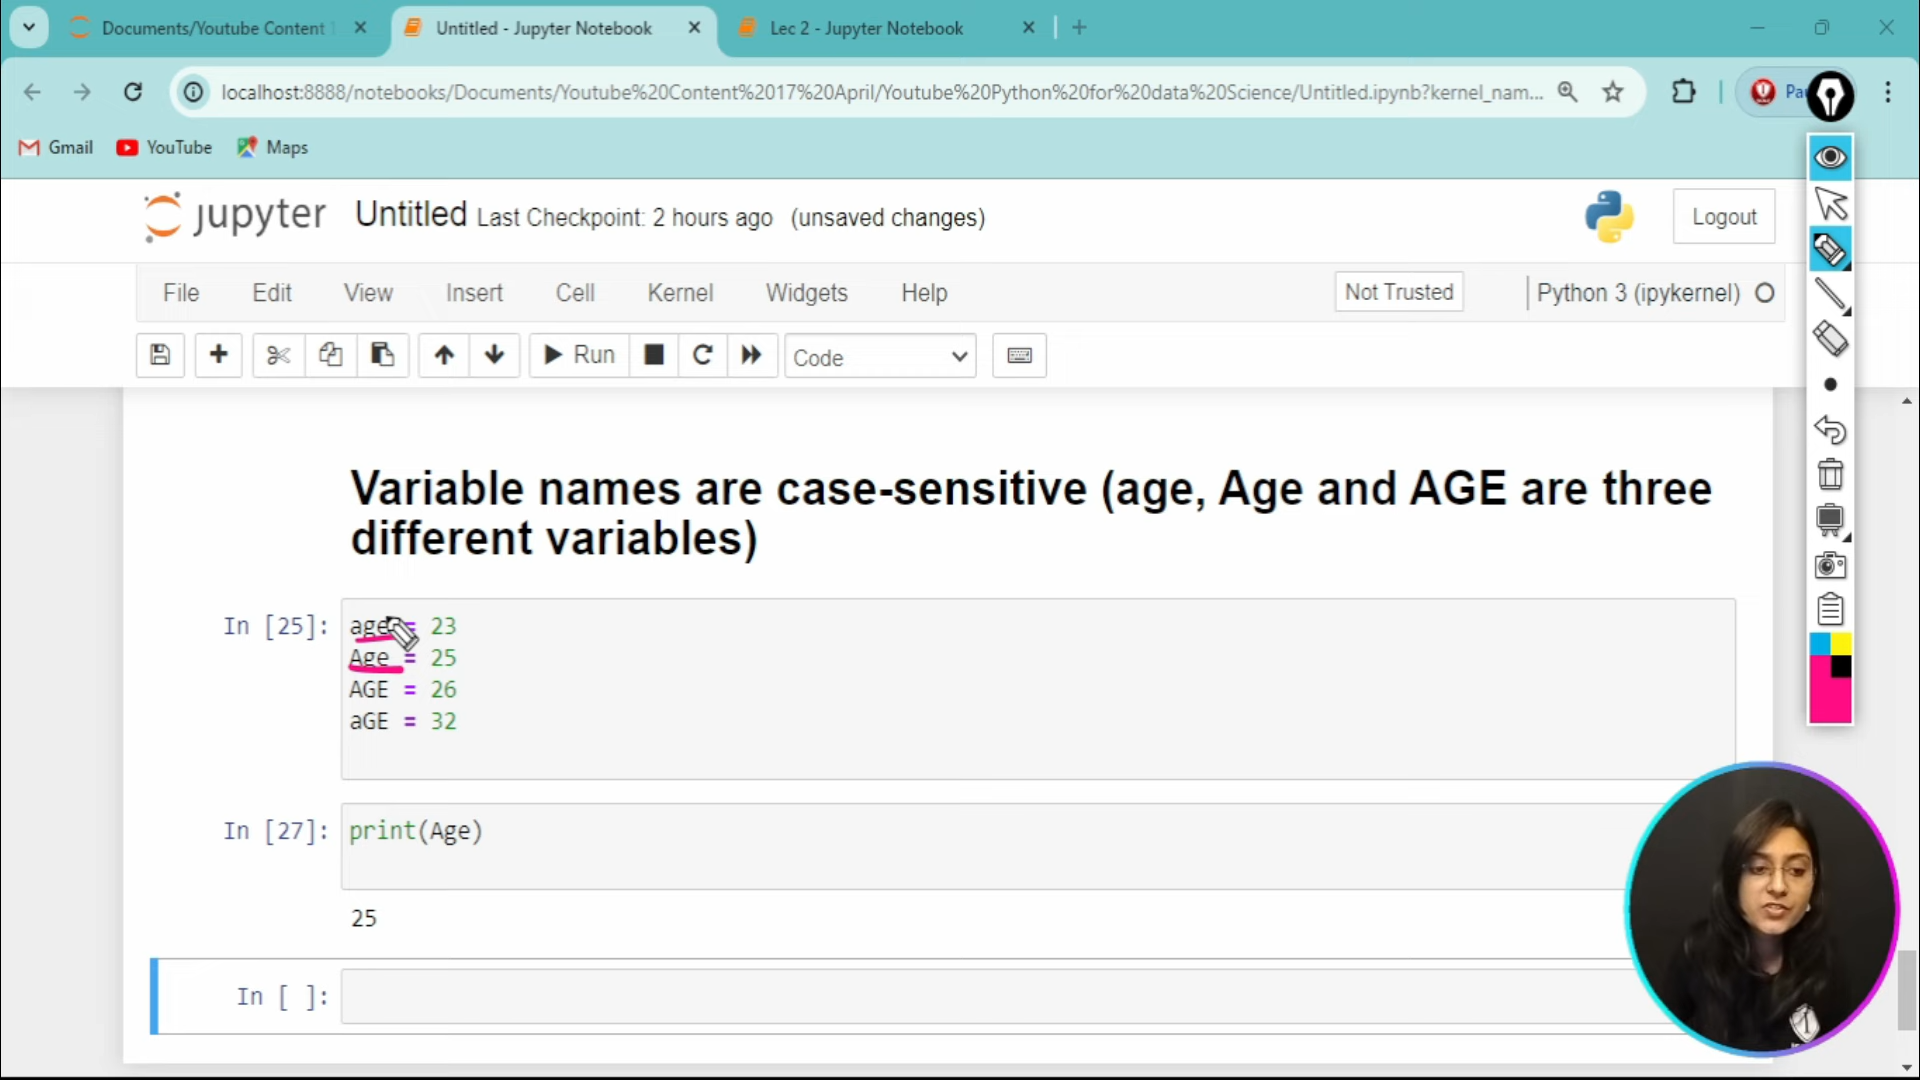 Documents/Youtube Content
Untitled - Jupyter Notebook
Lec 2 - Jupyter Notebook
localhost:8888/notebooks/Documents/Youtube%20Content%2017%20April/Youtube%20Python%20for%20data%20Science/Untitled.ipynb?kernel_nam...
Gmail
YouTube
Maps
jupyter Untitled Last Checkpoint: 2 hours ago (unsaved changes)
Logout
File Edit View Insert Cell Kernel Widgets Help
Not Trusted
Python 3 (ipykernel)
Run
Code
Variable names are case-sensitive (age, Age and AGE are three
different variables)
In [25]: age = 23
Age = 25
AGE = 26
aGE = 32
In [27]: print(Age)
25
In [ ]: